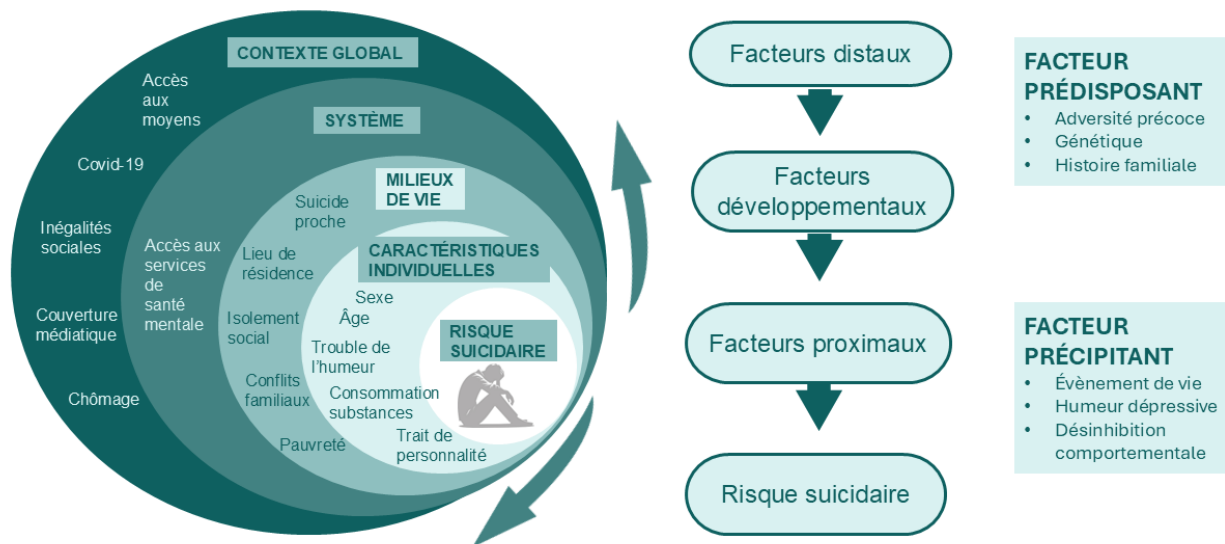 CONTEXTE GLOBAL
Accès
aux
moyens
Covid-19
Inégalités
sociales
Couverture
médiatique
Chômage
SYSTÈME
Accès aux
services
de
santé
mentale
MILIEUX
DE VIE
Suicide
proche
Lieu de
résidence
Isolement
social
Conflits
familiaux
Pauvreté
CARACTÉRISTIQUES
INDIVIDUELLES
Sexe
Âge
Trouble de
l'humeur
Consommation
substances
Trait de
personnalité
RISQUE
SUICIDAIRE
Facteurs distaux
Facteurs
développementaux
Facteurs proximaux
Risque suicidaire
FACTEUR
PRÉDISPOSANT
• Adversité précoce
• Génétique
• Histoire familiale
FACTEUR
PRÉCIPITANT
• Évènement de vie
• Humeur dépressive
• Désinhibition
comportementale